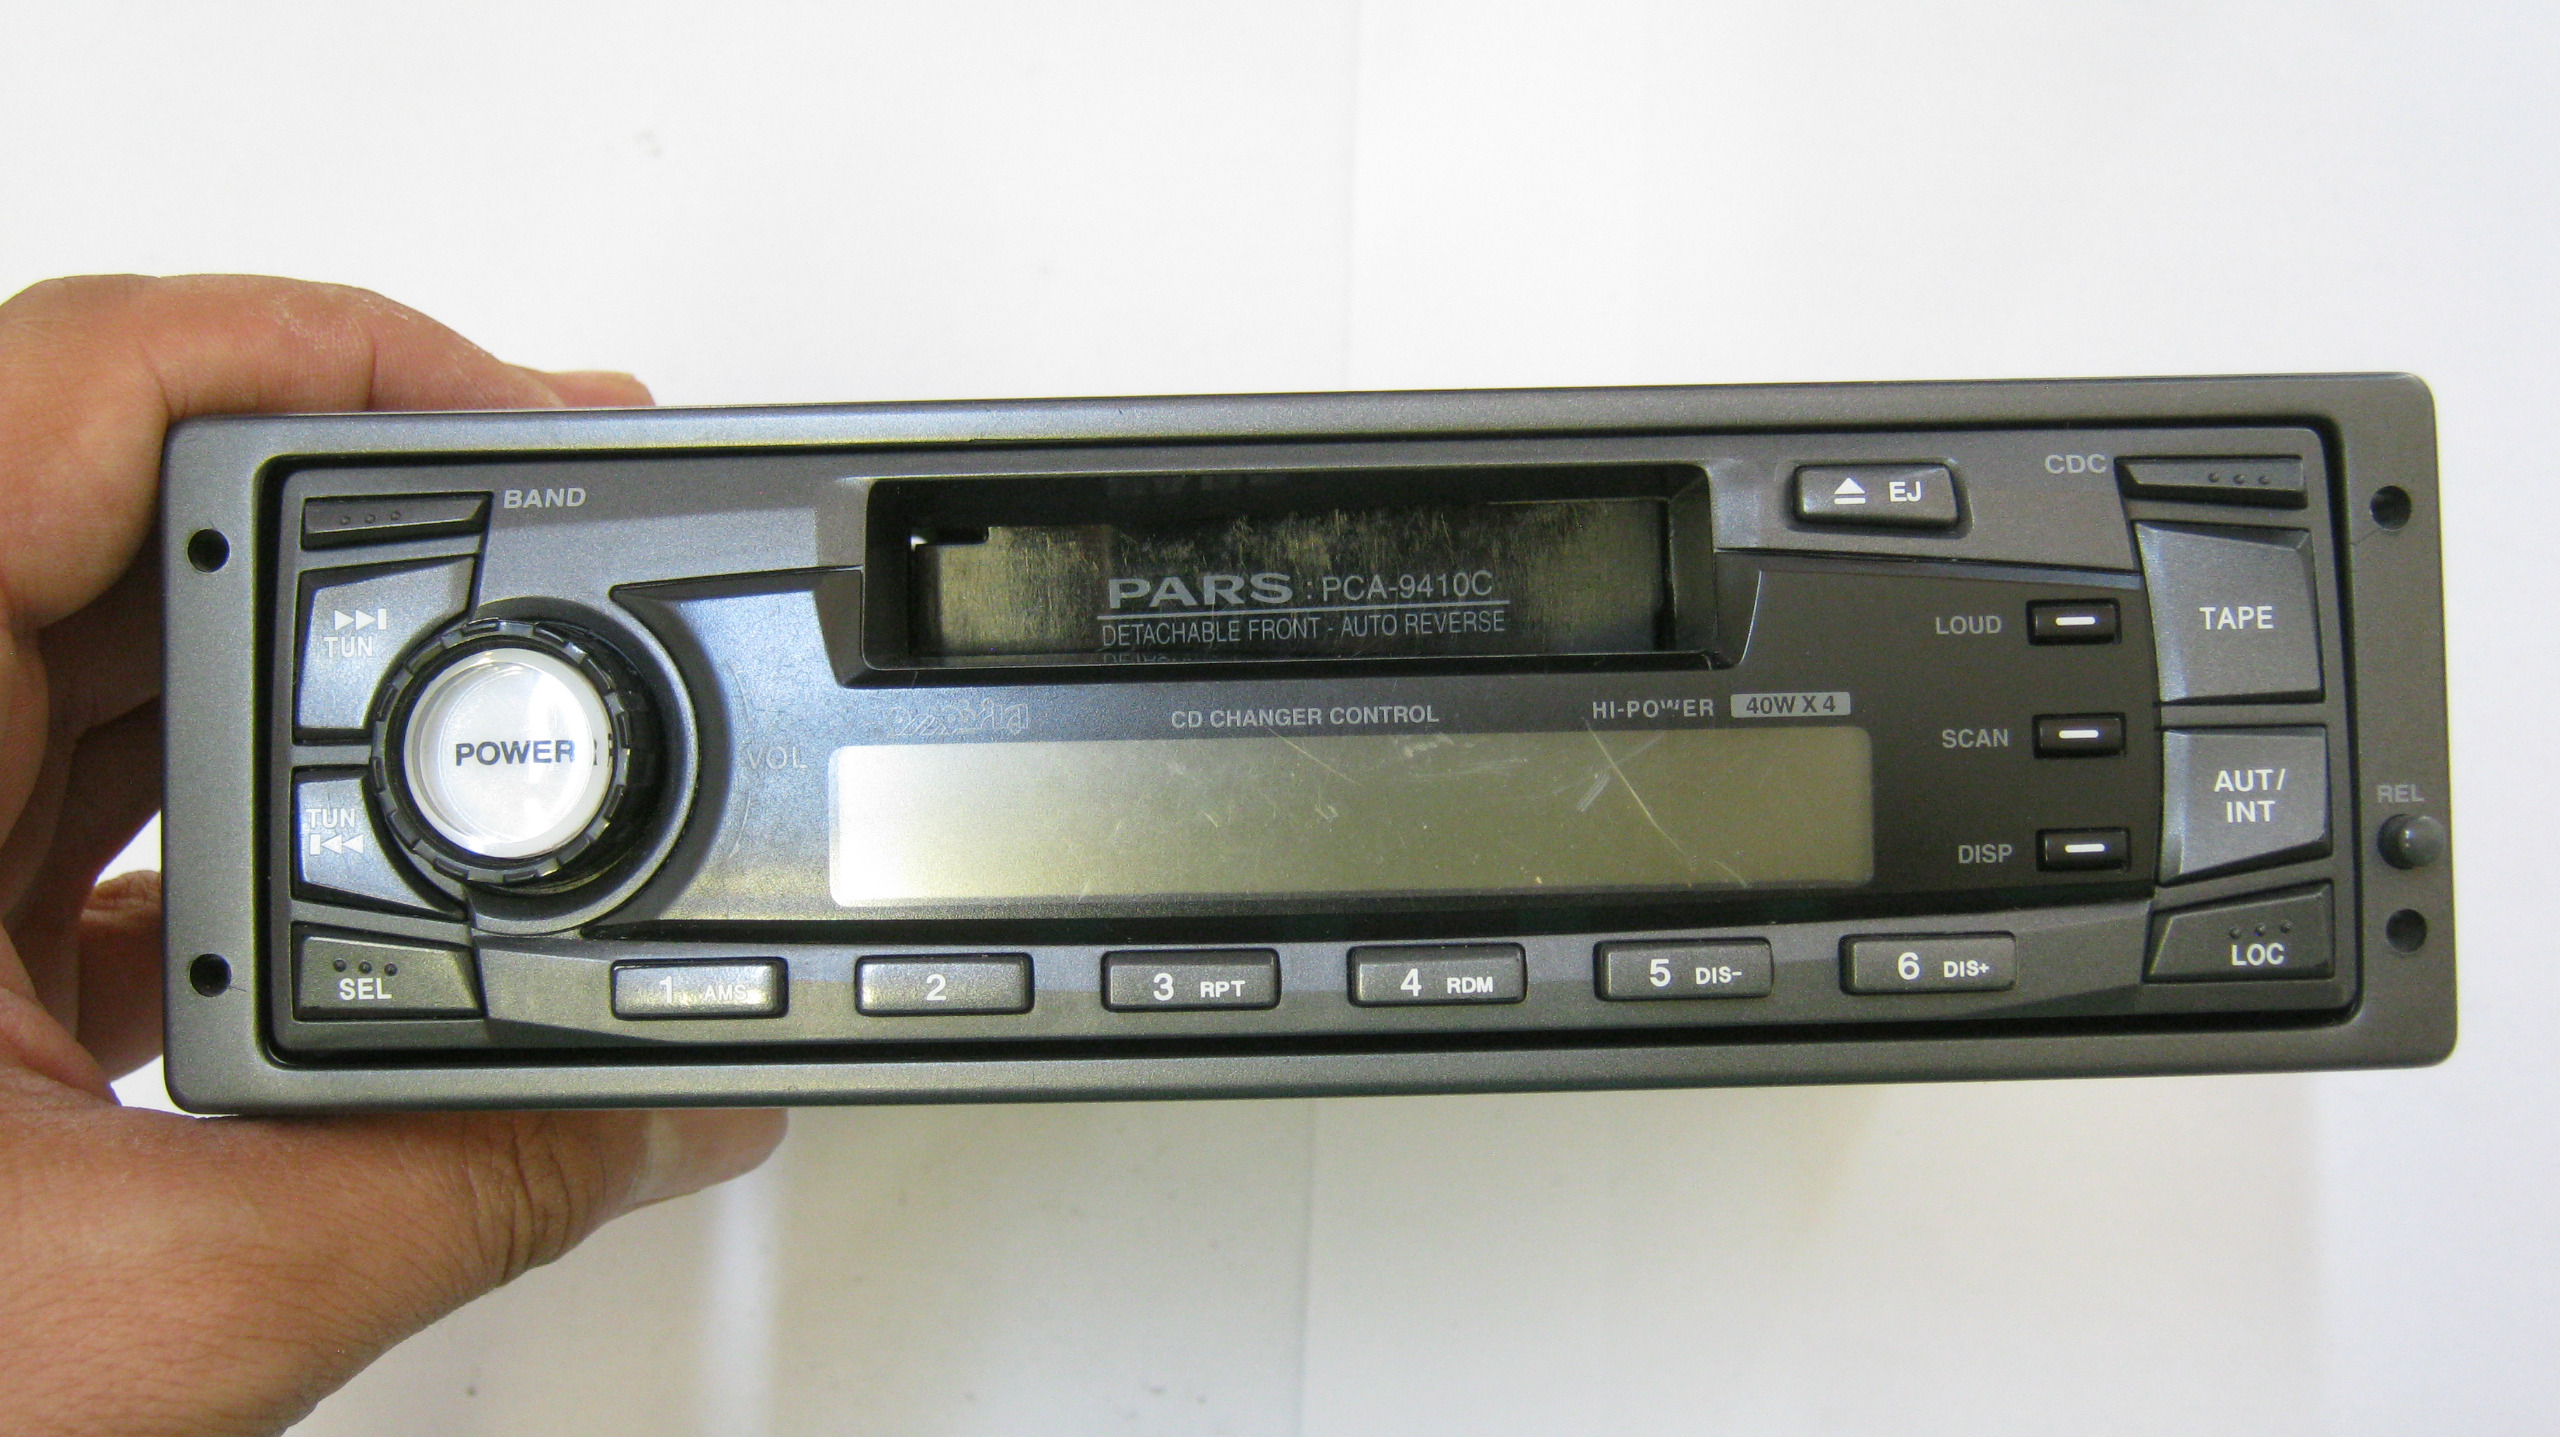 BAND
EJ
CDC
TUN
PARS : PCA-9410C
DETACHABLE FRONT - AUTO REVERSE
LOUD
TAPE
CD CHANGER CONTROL
HI-POWER 40W X 4
POWER
VOL
SCAN
TUN
AUT/
INT
REL
DISP
SEL
1 AMS
2
3 RPT
4 RDM
5 DIS-
6 DIS+
LOC